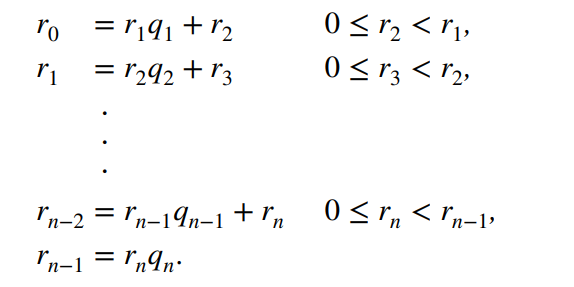 r₀ = r₁q₁ + r₂ 0 ≤ r₂ < r₁,
r₁ = r₂q₂ + r₃ 0 ≤ r₃ < r₂,
.
.
.
rₙ₋₂ = rₙ₋₁qₙ₋₁ + rₙ 0 ≤ rₙ < rₙ₋₁,
rₙ₋₁ = rₙqₙ.